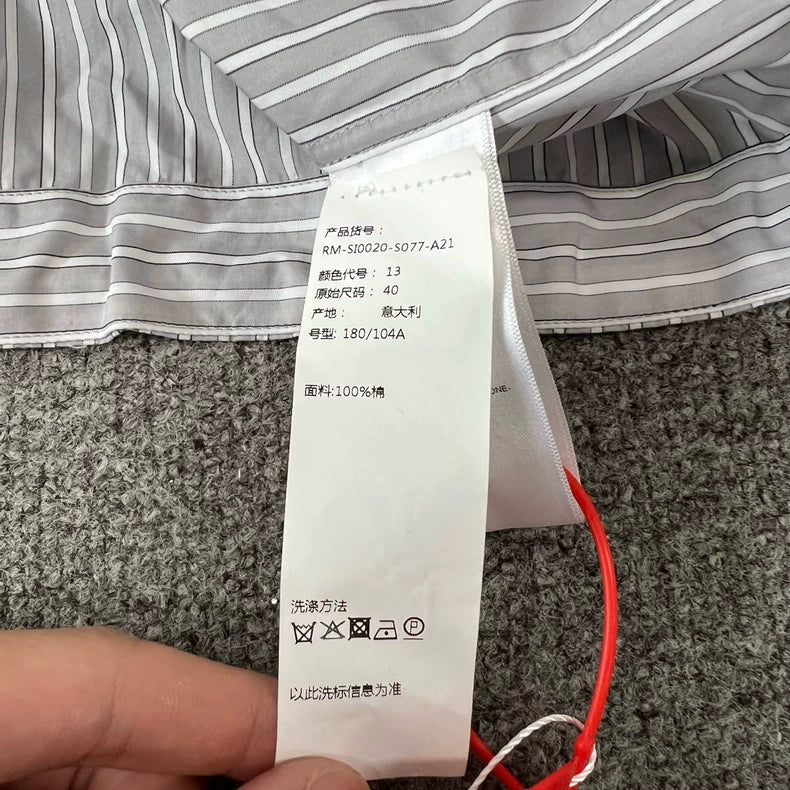 产品货号：
RM-SI0020-S077-A21
颜色代号： 13
原始尺码： 40
产地： 意大利
号型: 180/104A
面料:100%棉
洗涤方法
以此洗标信息为准